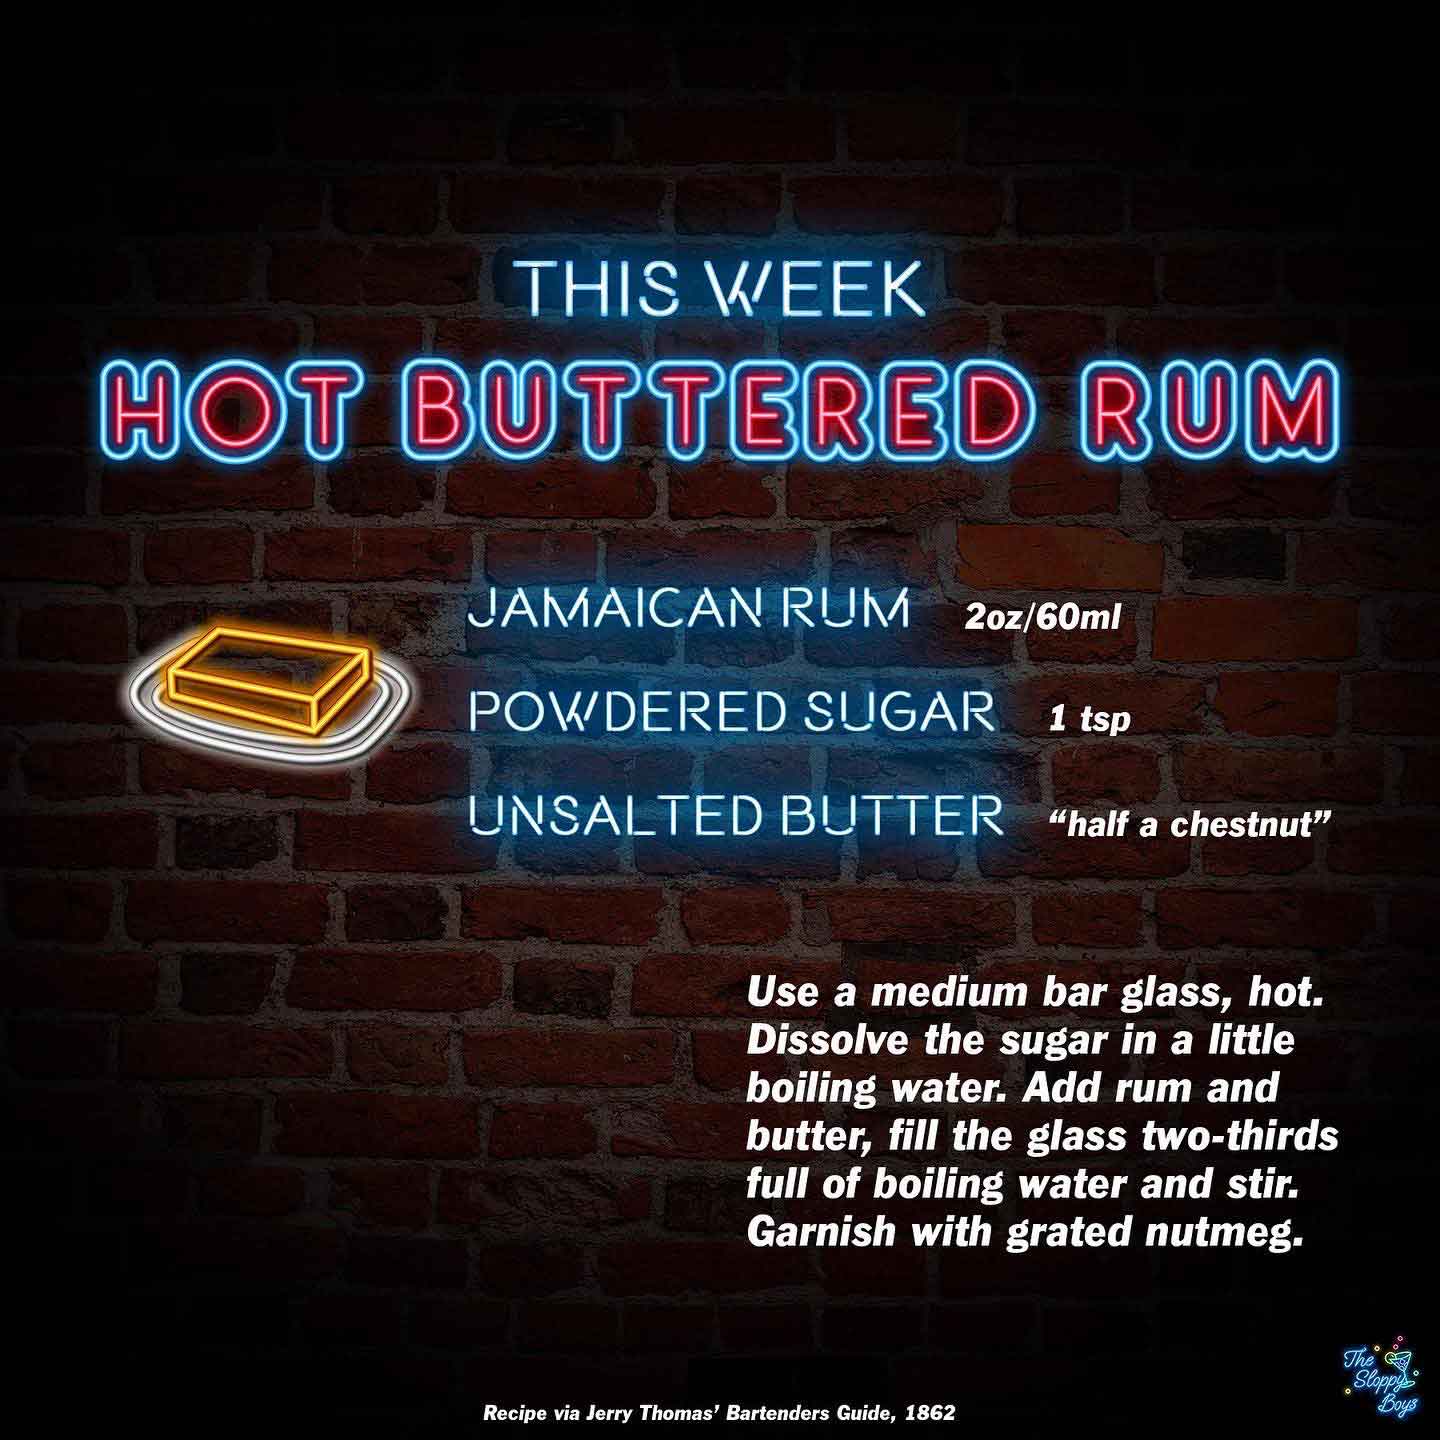 THIS WEEK
HOT BUTTERED RUM
JAMAICAN RUM 2oz/60ml
POWDERED SUGAR 1 tsp
UNSALTED BUTTER “half a chestnut”
Use a medium bar glass, hot.
Dissolve the sugar in a little
boiling water. Add rum and
butter, fill the glass two-thirds
full of boiling water and stir.
Garnish with grated nutmeg.
The
Sloppy
Boys
Recipe via Jerry Thomas’ Bartenders Guide, 1862